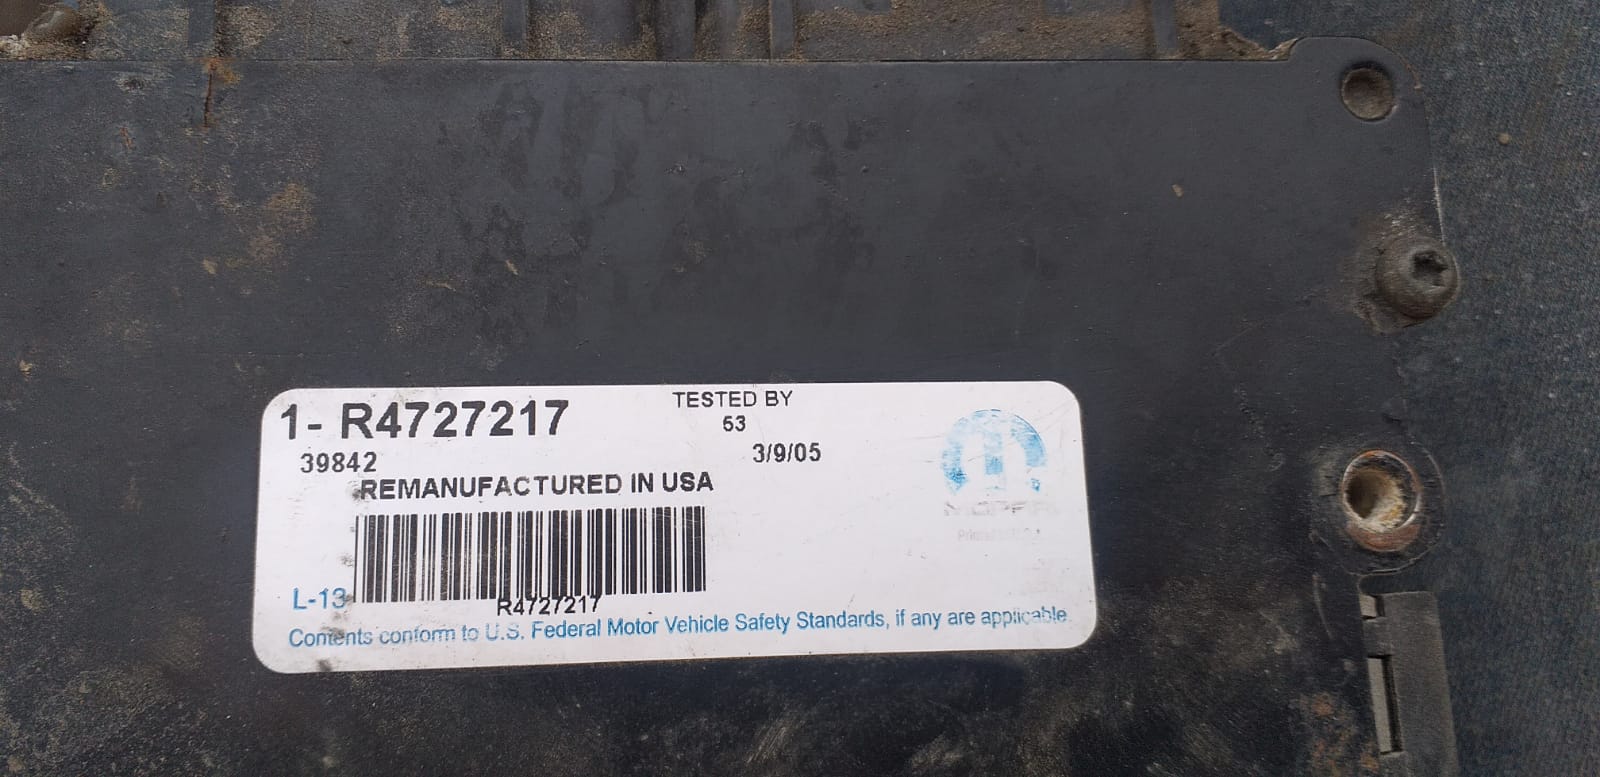 1- R4727217
TESTED BY
63
39842
3/9/05
REMANUFACTURED IN USA
MOPAR
L-13
R4727217
Contents conform to U.S. Federal Motor Vehicle Safety Standards, if any are applicable.